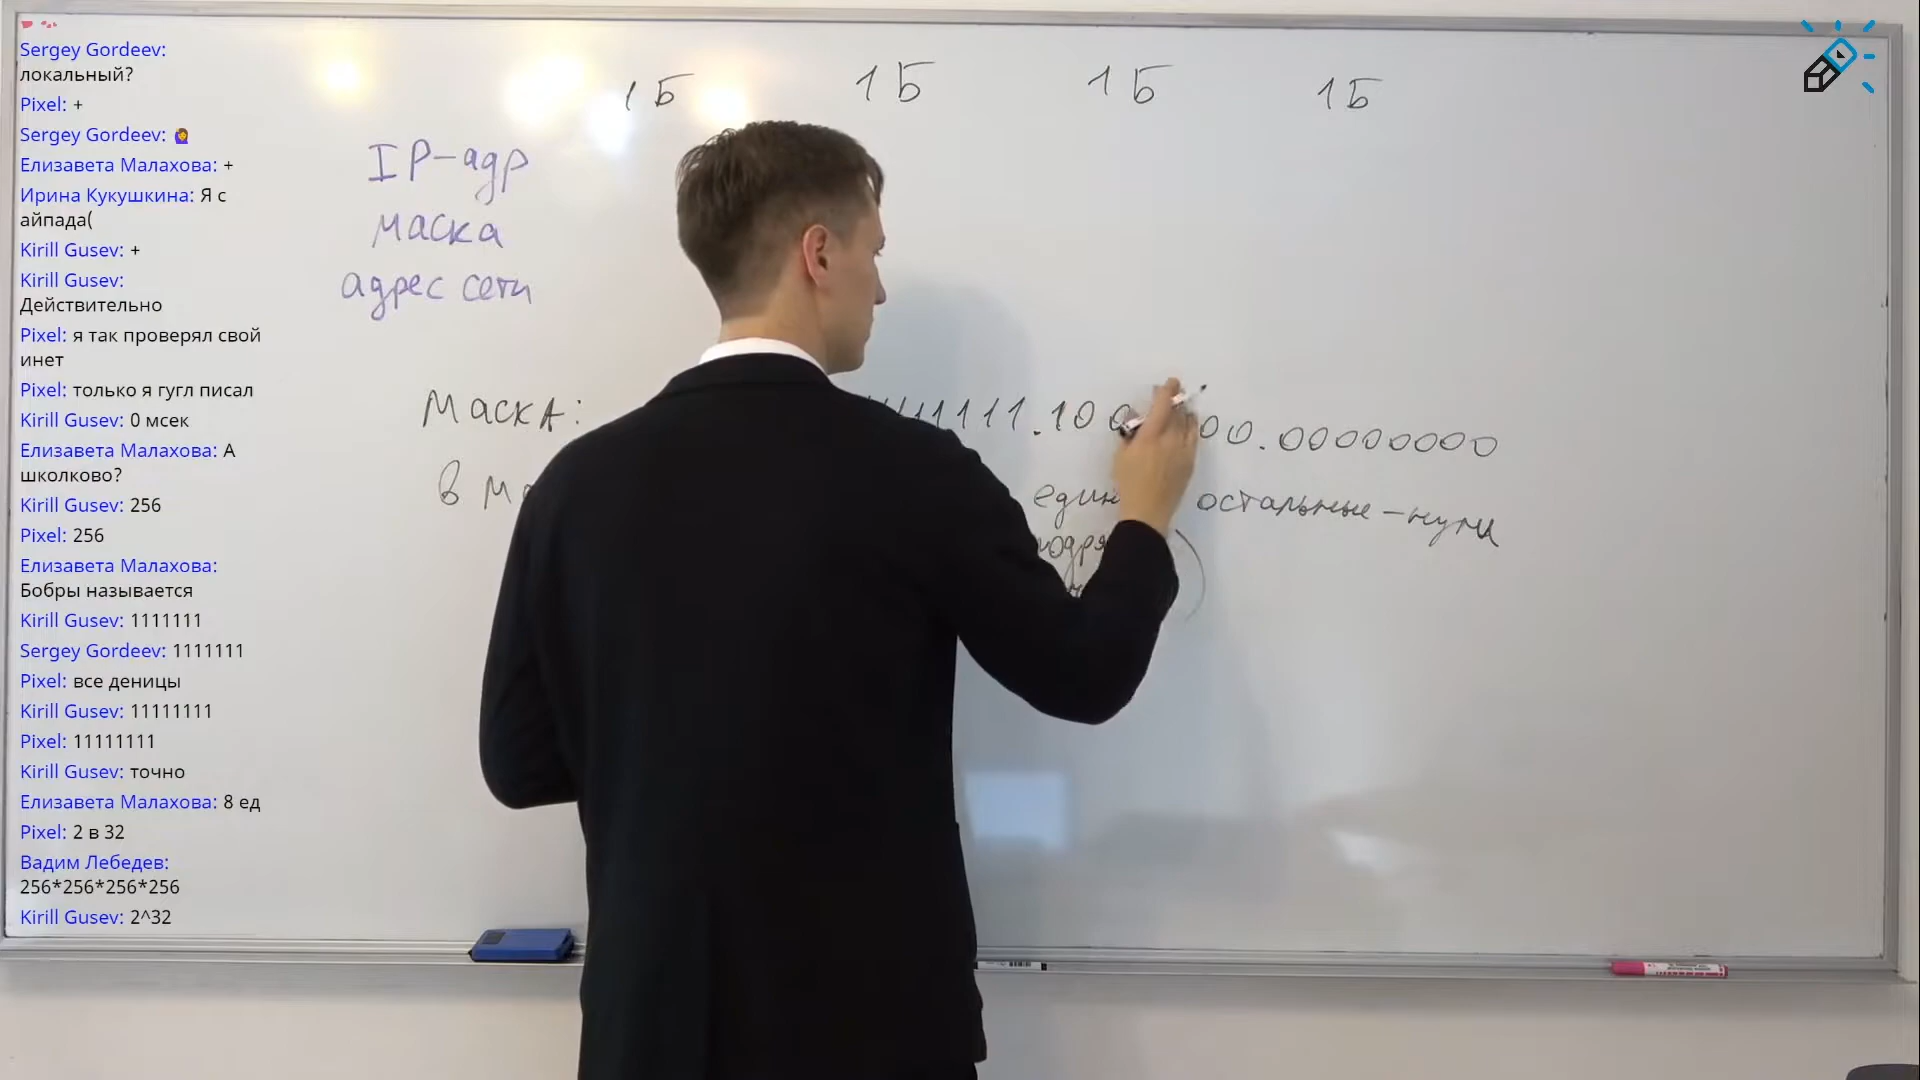 Sergey Gordeev:
локальный?
Pixel: +
Sergey Gordeev: 🙋‍♀️
Елизавета Малахова: +
Ирина Кукушкина: Я с
айпада(
Kirill Gusev: +
Kirill Gusev:
Действительно
Pixel: я так проверял свой
инет
Pixel: только я гугл писал
Kirill Gusev: 0 мсек
Елизавета Малахова: А
школково?
Kirill Gusev: 256
Pixel: 256
Елизавета Малахова:
Бобры называется
Kirill Gusev: 1111111
Sergey Gordeev: 1111111
Pixel: все деницы
Kirill Gusev: 11111111
Pixel: 11111111
Kirill Gusev: точно
Елизавета Малахова: 8 ед
Pixel: 2 в 32
Вадим Лебедев:
256*256*256*256
Kirill Gusev: 2^32
1Б 1Б 1Б 1Б
IP-адр
маска
адрес сети
Маска: 111111.100 00.00000000
в един остальные - нули